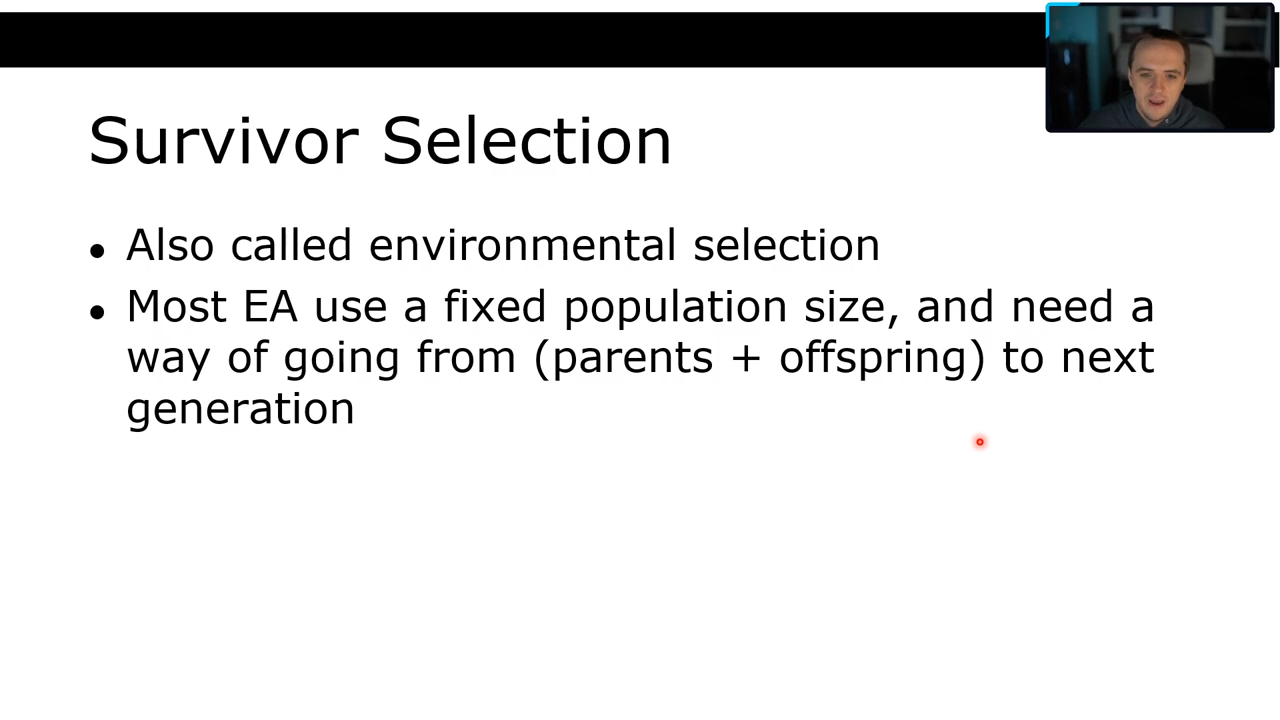 Survivor Selection
• Also called environmental selection
• Most EA use a fixed population size, and need a
way of going from (parents + offspring) to next
generation